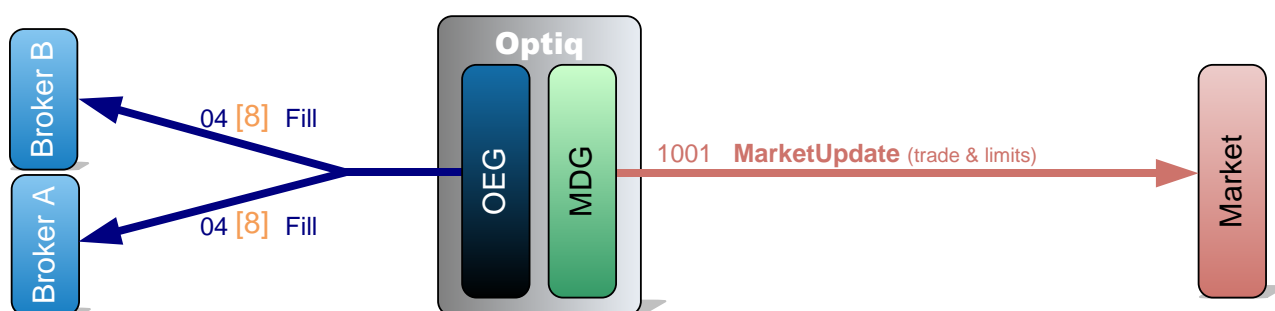 Optiq
Broker B
04 [8] Fill
OEG
MDG
1001 MarketUpdate (trade & limits)
Market
Broker A
04 [8] Fill